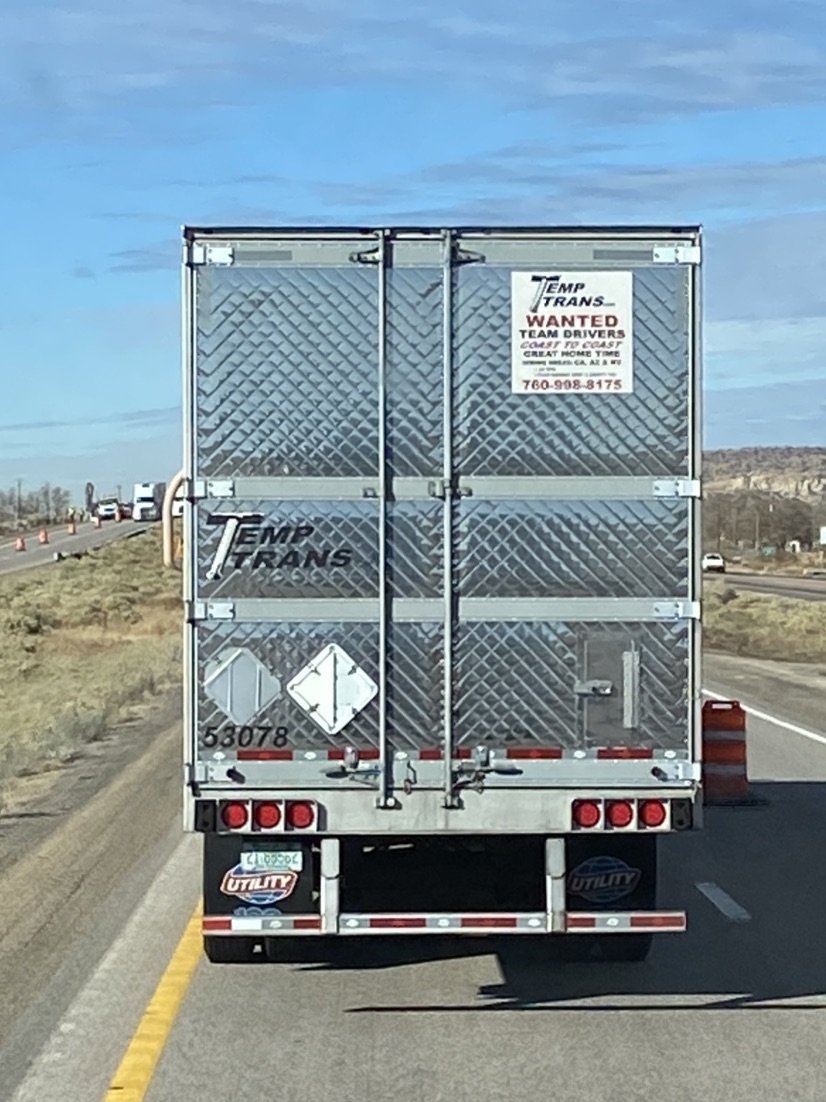 TEMP
TRANS.com
WANTED
TEAM DRIVERS
COAST TO COAST
GREAT HOME TIME
760-998-8175
TEMP
TRANS
53078
UTILITY
UTILITY